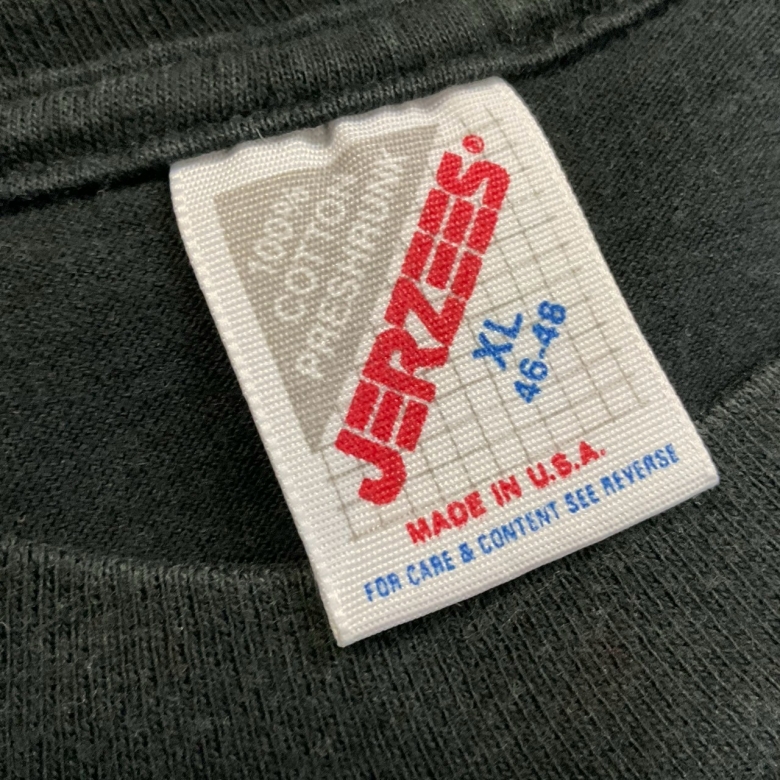 100%
COTTON
PRESHRUNK
JERZEES®
XL
46-48
MADE IN U.S.A.
FOR CARE & CONTENT SEE REVERSE